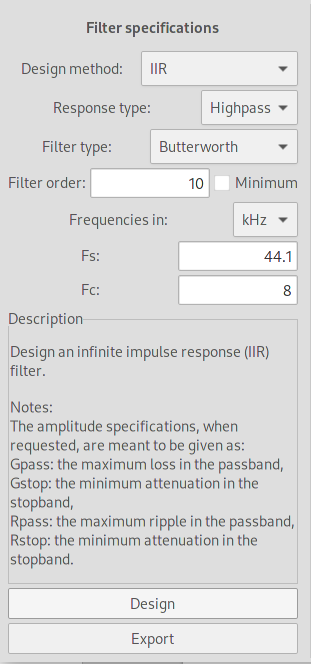 Filter specifications
Design method: IIR
Response type: Highpass
Filter type: Butterworth
Filter order: 10 Minimum
Frequencies in: kHz
Fs: 44.1
Fc: 8
Description
Design an infinite impulse response (IIR)
filter.
Notes:
The amplitude specifications, when
requested, are meant to be given as:
Gpass: the maximum loss in the passband,
Gstop: the minimum attenuation in the
stopband,
Rpass: the maximum ripple in the passband,
Rstop: the minimum attenuation in the
stopband.
Design
Export